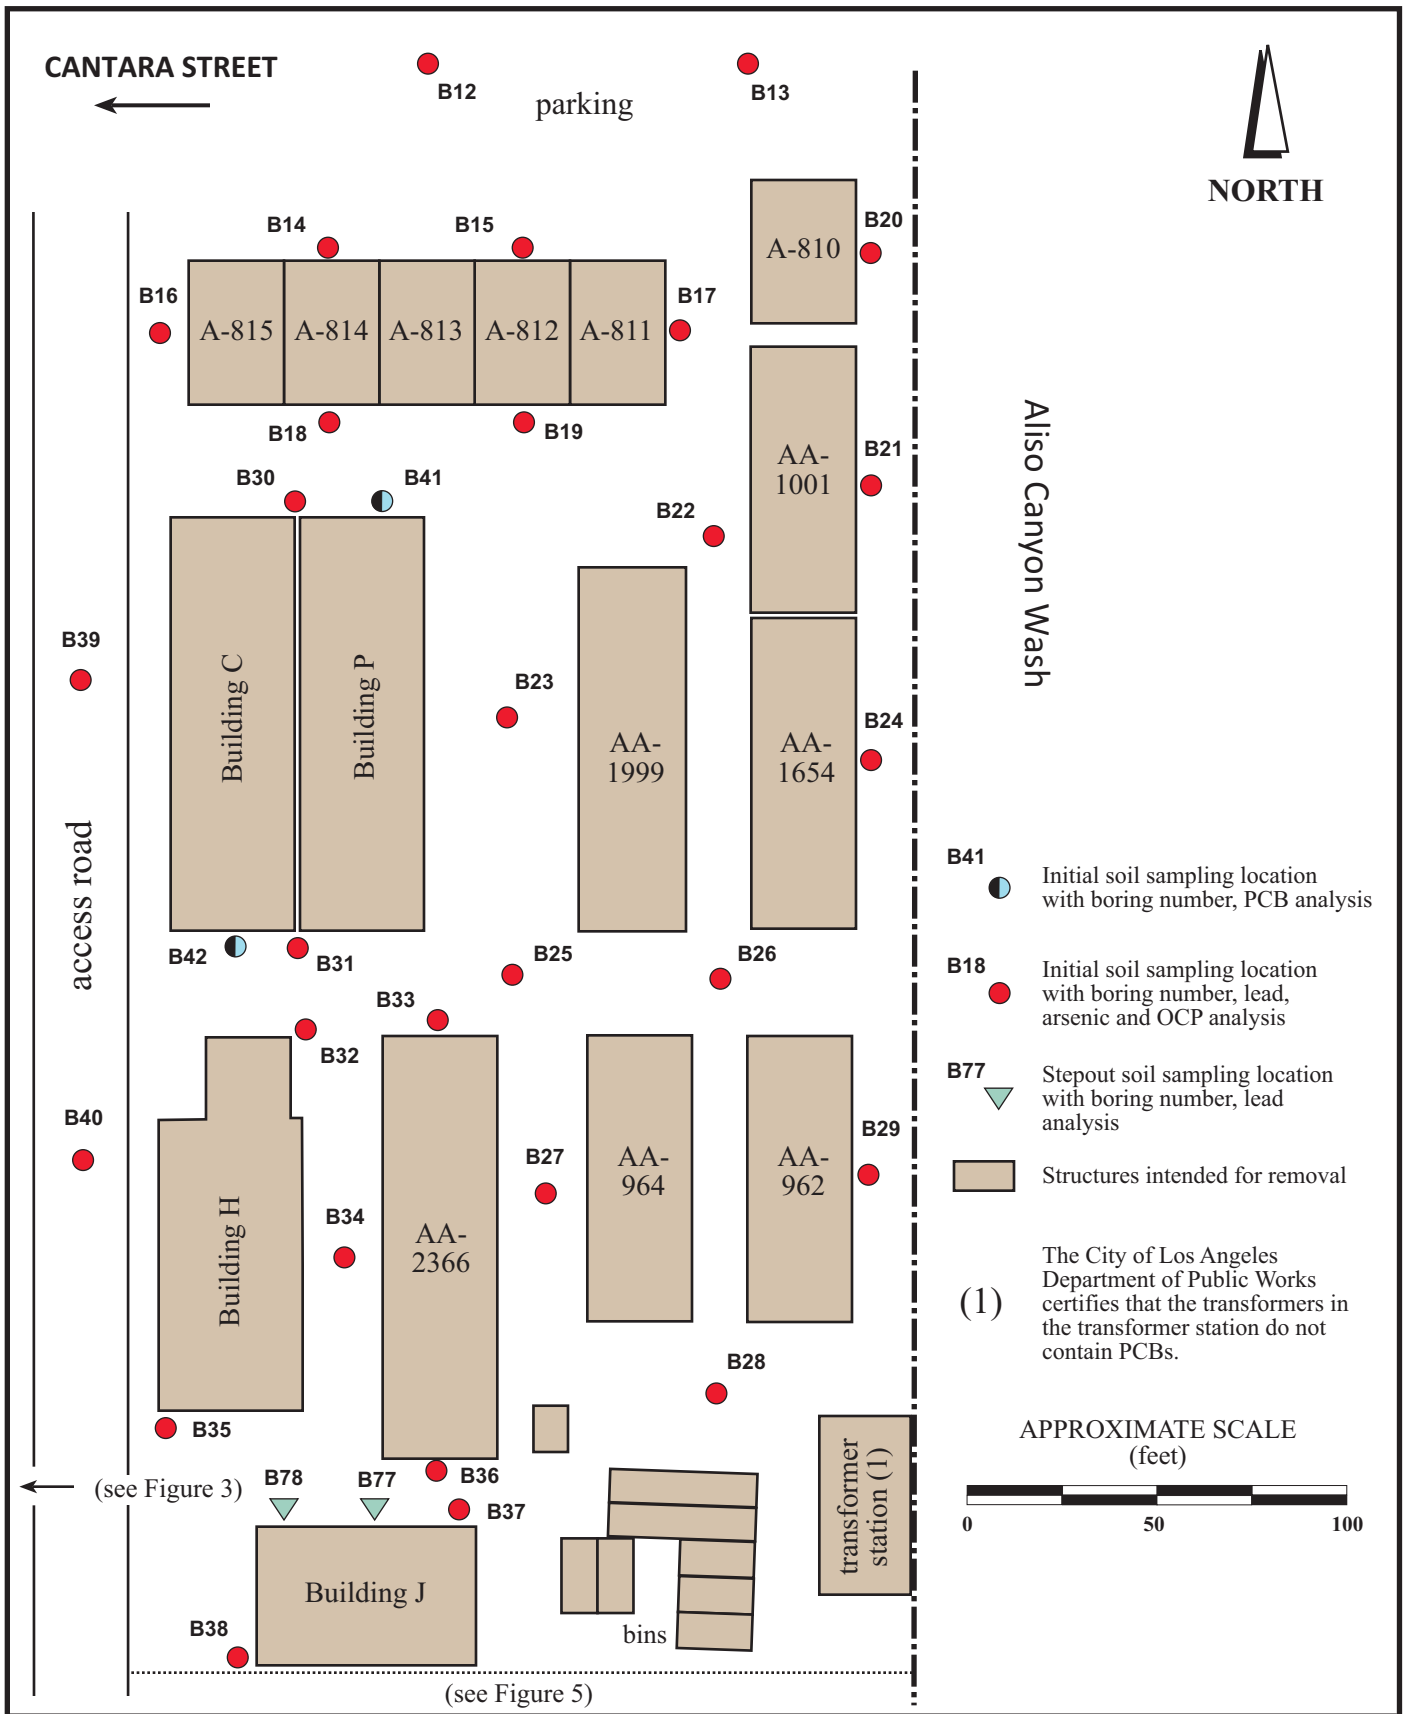 CANTARA STREET
B12
B13
parking
NORTH
B14
B15
B20
A-810
B16
B17
A-815
A-814
A-813
A-812
A-811
B18
B19
B21
AA-
1001
B30
B41
B22
Aliso Canyon Wash
B39
Building C
Building P
B23
B24
AA-
1999
AA-
1654
access road
B42
B31
B25
B26
B33
B32
B40
B29
B27
AA-
964
AA-
962
B34
Building H
AA-
2366
B28
B35
B36
(see Figure 3)
B78
B77
B37
transformer
station (1)
Building J
B38
bins
(see Figure 5)
B41
Initial soil sampling location
with boring number, PCB analysis
B18
Initial soil sampling location
with boring number, lead,
arsenic and OCP analysis
B77
Stepout soil sampling location
with boring number, lead
analysis
Structures intended for removal
(1)
The City of Los Angeles
Department of Public Works
certifies that the transformers in
the transformer station do not
contain PCBs.
APPROXIMATE SCALE
(feet)
0 50 100